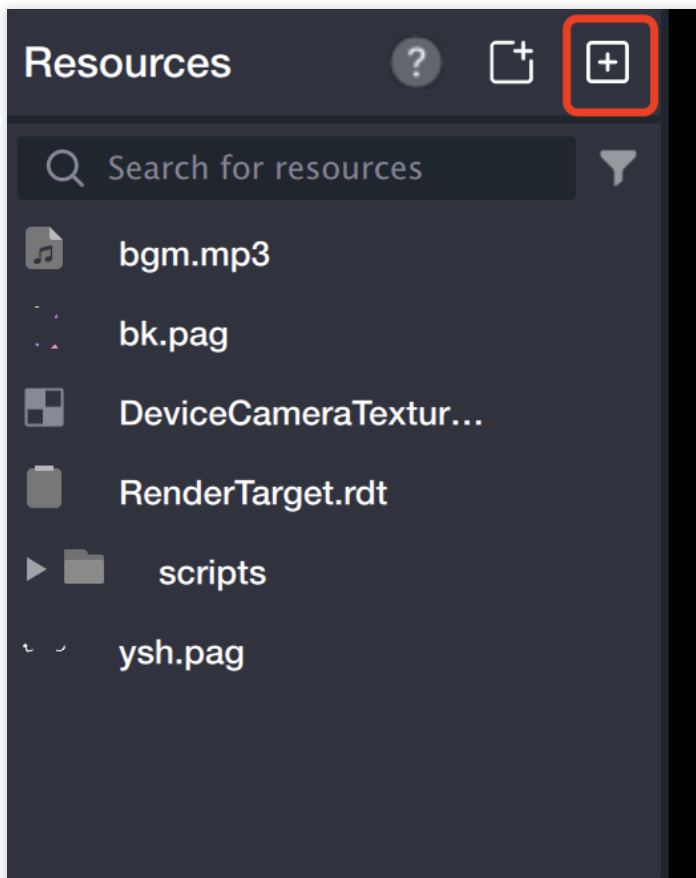 Resources
Search for resources
bgm.mp3
bk.pag
DeviceCameraTextur...
RenderTarget.rdt
scripts
ysh.pag